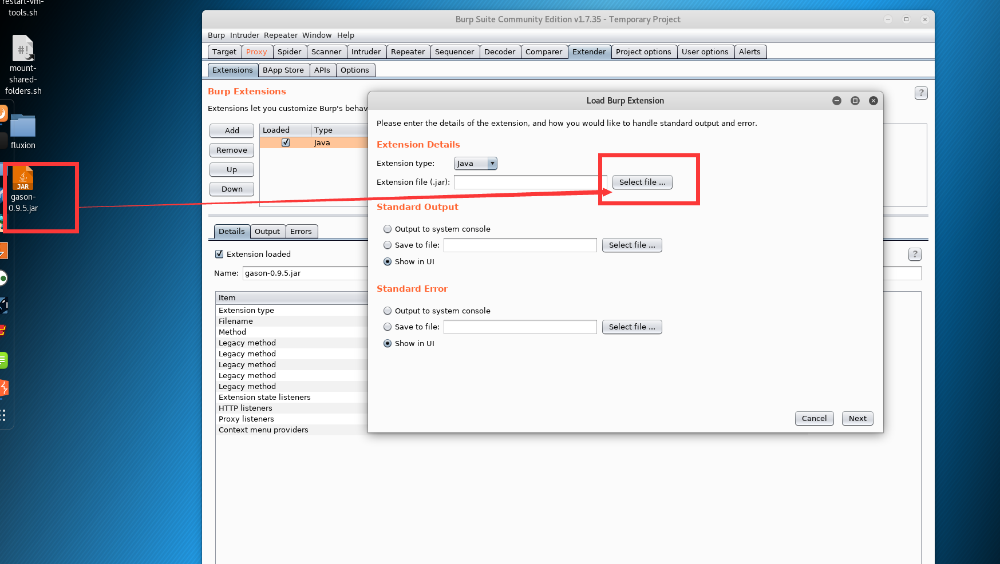 restart-vm-
tools.sh
#!
mount-
shared-
folders.sh
fluxion
JAR
gason-
0.9.5.jar
Burp Suite Community Edition v1.7.35 - Temporary Project
Burp Intruder Repeater Window Help
Target Proxy Spider Scanner Intruder Repeater Sequencer Decoder Comparer Extender Project options User options Alerts
Extensions BApp Store APIs Options
Burp Extensions
?
Extensions let you customize Burp's behav
Add
Remove
Up
Down
Loaded Type
Java
Details Output Errors
Extension loaded
?
Name: gason-0.9.5.jar
Item
Extension type
Filename
Method
Legacy method
Legacy method
Legacy method
Legacy method
Legacy method
Extension state listeners
HTTP listeners
Proxy listeners
Context menu providers
Load Burp Extension
Please enter the details of the extension, and how you would like to handle standard output and error.
Extension Details
Extension type: Java
Extension file (.jar): Select file ...
Standard Output
Output to system console
Save to file: Select file ...
Show in UI
Standard Error
Output to system console
Save to file: Select file ...
Show in UI
Cancel Next